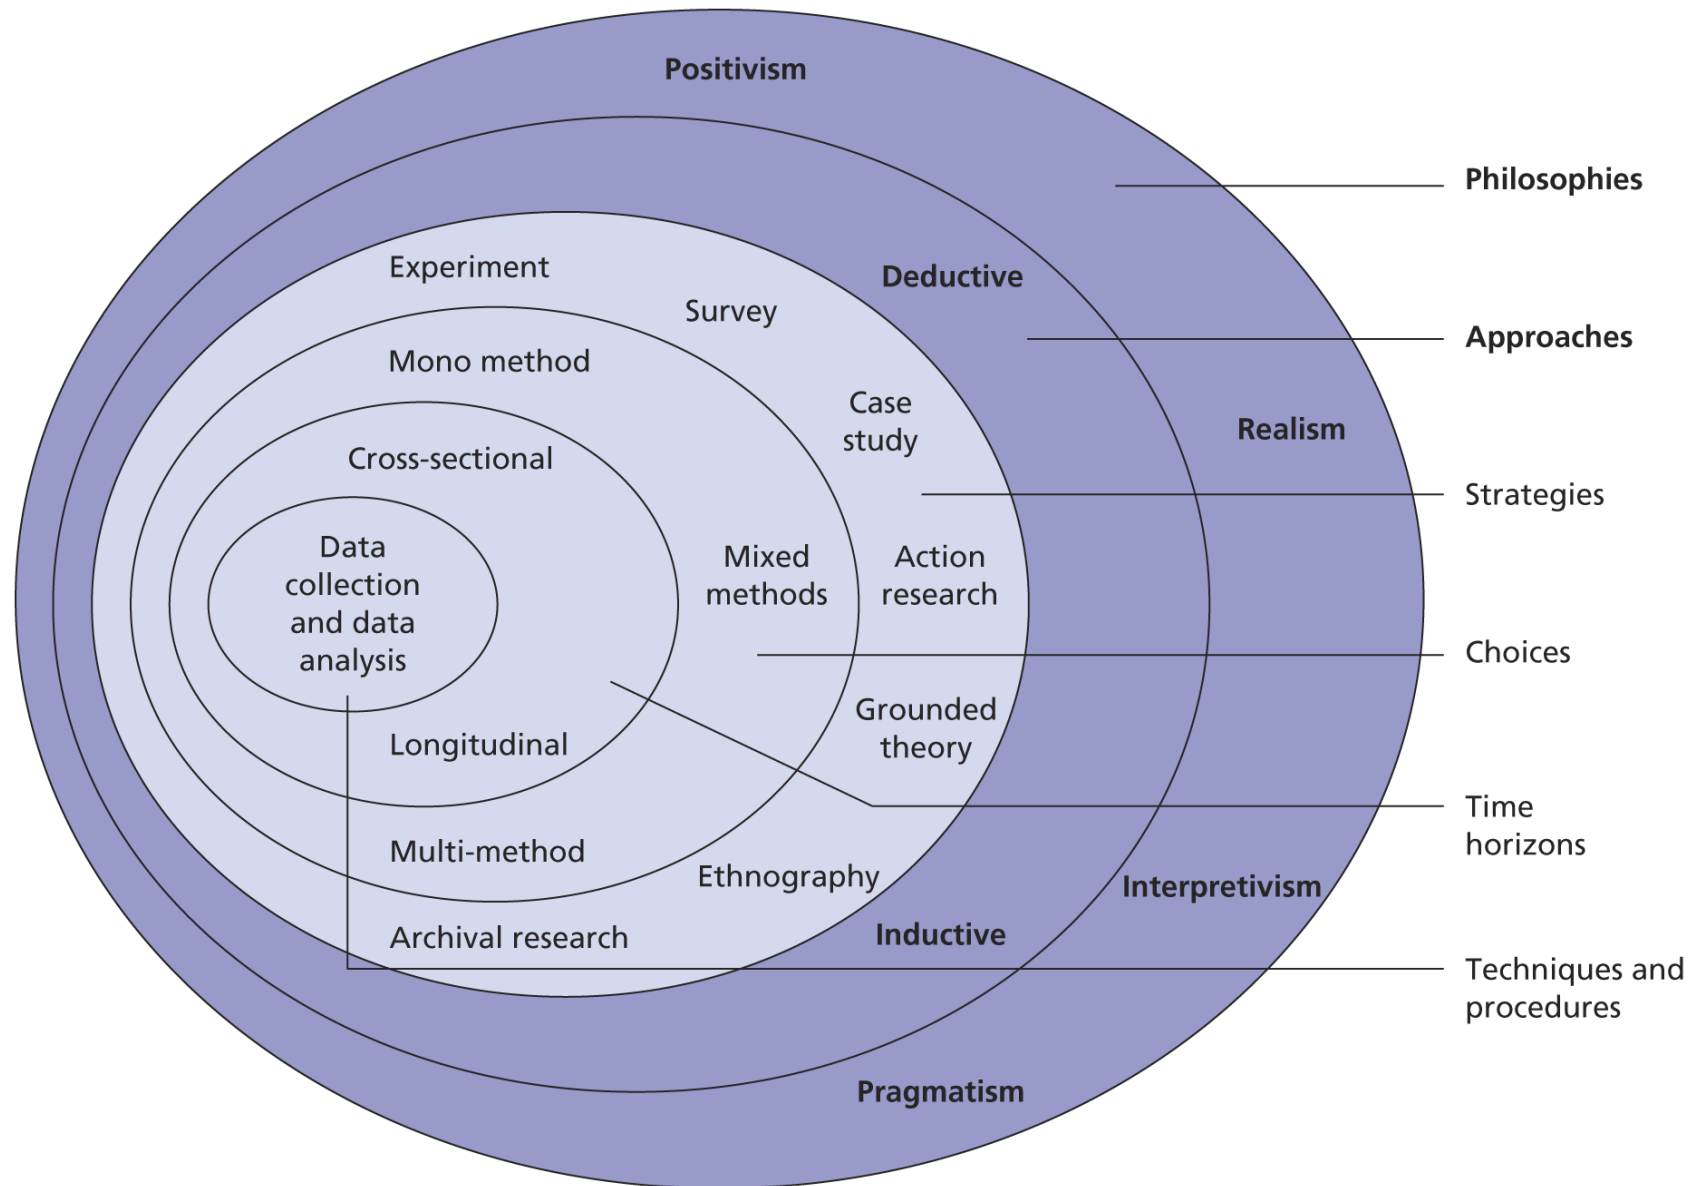 Positivism
Philosophies
Experiment
Deductive
Survey
Approaches
Mono method
Case
study
Realism
Cross-sectional
Strategies
Data
collection
and data
analysis
Mixed
methods
Action
research
Choices
Grounded
theory
Longitudinal
Time
horizons
Multi-method
Ethnography
Interpretivism
Archival research
Inductive
Techniques and
procedures
Pragmatism